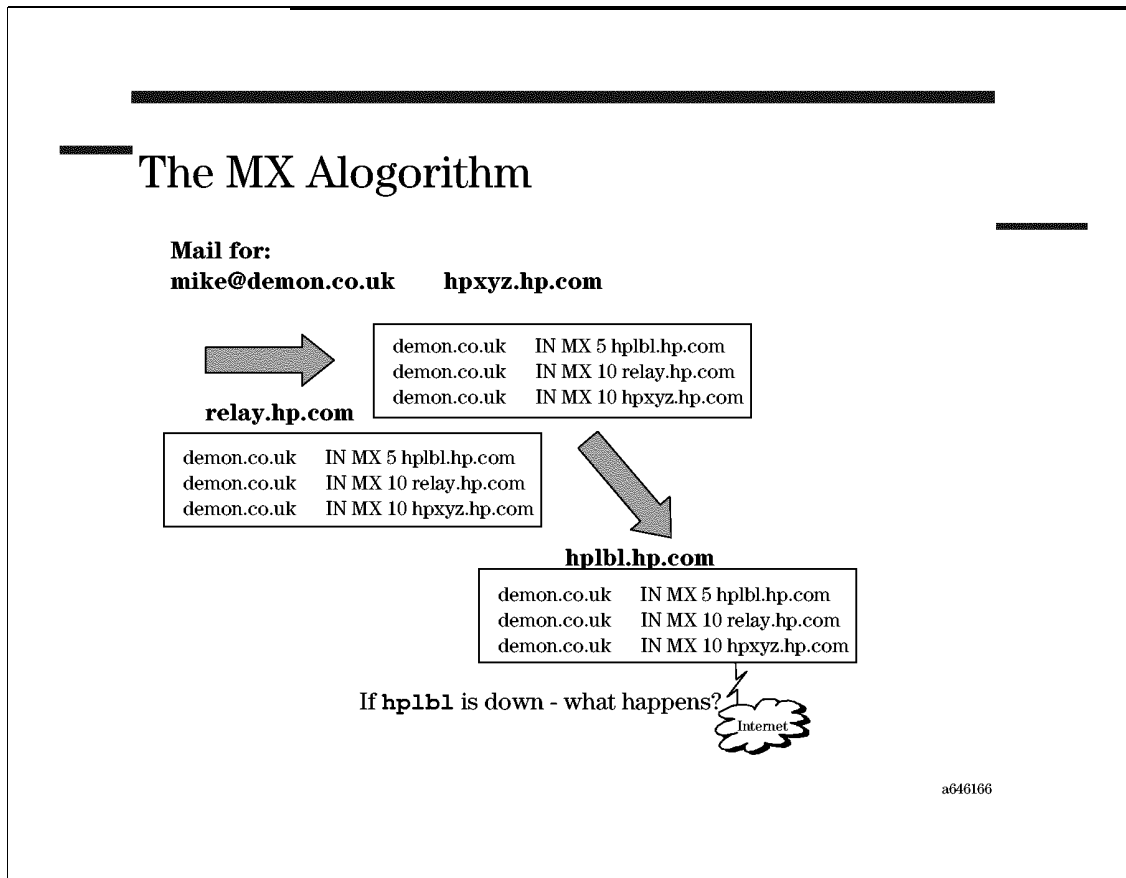 The MX Alogorithm
Mail for:
mike@demon.co.uk hpxyz.hp.com
demon.co.uk IN MX 5 hplbl.hp.com
demon.co.uk IN MX 10 relay.hp.com
demon.co.uk IN MX 10 hpxyz.hp.com
relay.hp.com
demon.co.uk IN MX 5 hplbl.hp.com
demon.co.uk IN MX 10 relay.hp.com
demon.co.uk IN MX 10 hpxyz.hp.com
hplbl.hp.com
demon.co.uk IN MX 5 hplbl.hp.com
demon.co.uk IN MX 10 relay.hp.com
demon.co.uk IN MX 10 hpxyz.hp.com
If hplbl is down - what happens?
Internet
a646166